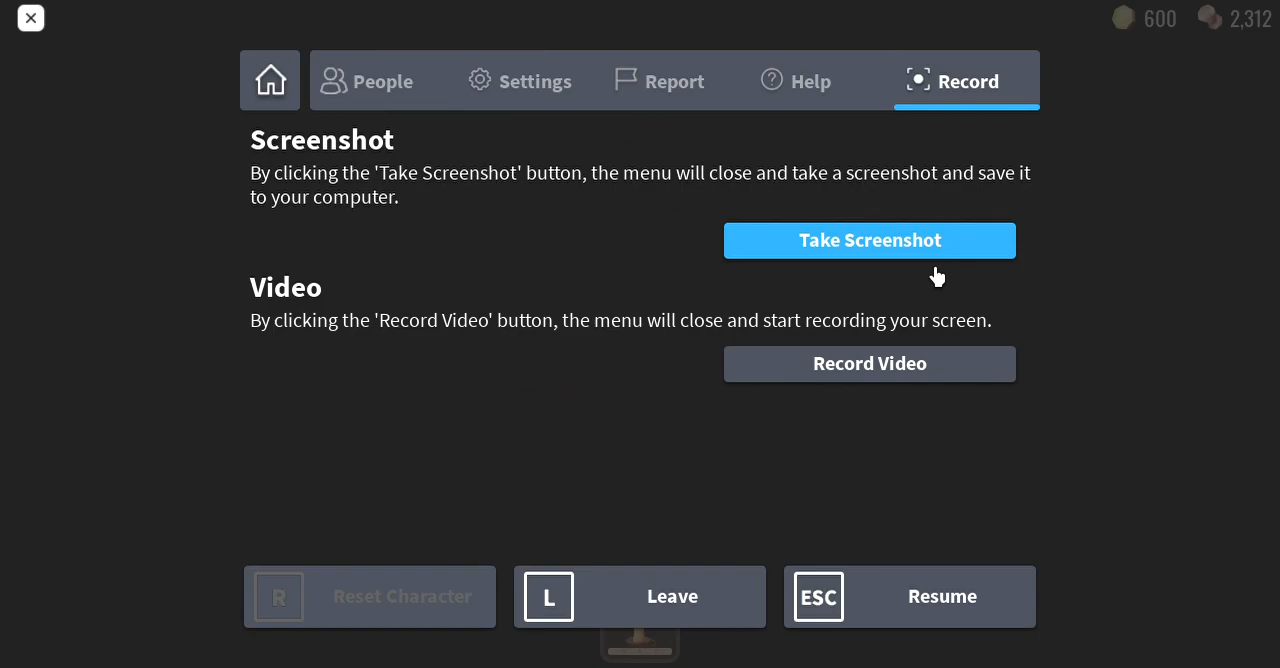 600 2,312
People Settings Report Help Record
Screenshot
By clicking the 'Take Screenshot' button, the menu will close and take a screenshot and save it
to your computer.
Take Screenshot
Video
By clicking the 'Record Video' button, the menu will close and start recording your screen.
Record Video
R Reset Character L Leave ESC Resume